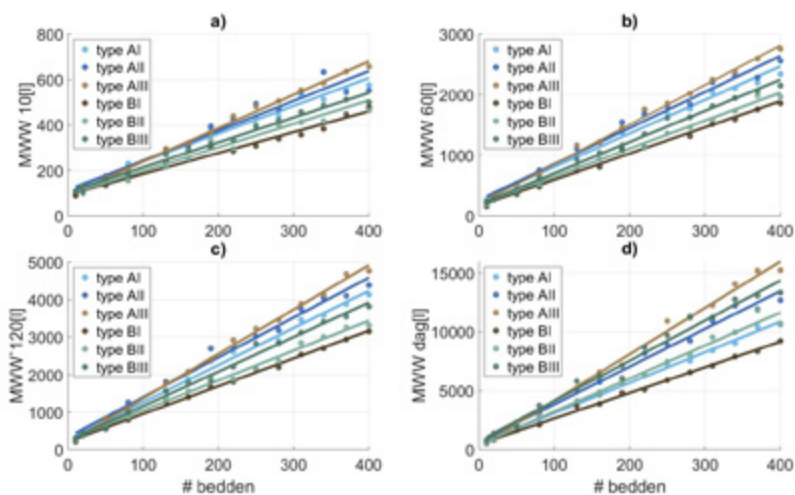 a)
800
600
400
200
0
MWW 10[l]
type AI
type AII
type AIII
type BI
type BII
type BIII
0 100 200 300 400
b)
3000
2000
1000
0
MWW 60[l]
type AI
type AII
type AIII
type BI
type BII
type BIII
0 100 200 300 400
c)
5000
4000
3000
2000
1000
0
MWW 120[l]
type AI
type AII
type AIII
type BI
type BII
type BIII
0 100 200 300 400
# bedden
d)
15000
10000
5000
0
MWW dag[l]
type AI
type AII
type AIII
type BI
type BII
type BIII
0 100 200 300 400
# bedden